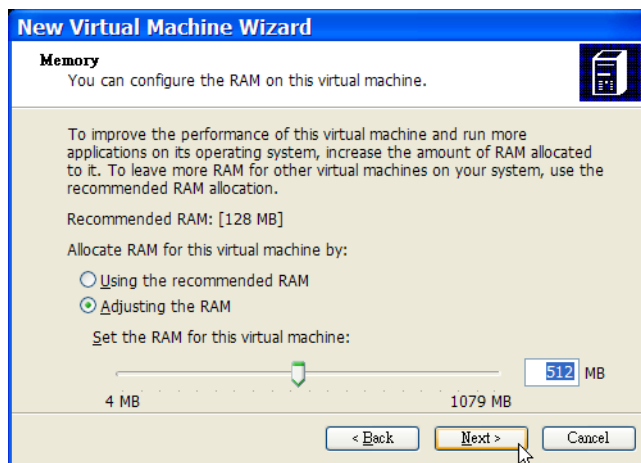 New Virtual Machine Wizard
Memory
You can configure the RAM on this virtual machine.
To improve the performance of this virtual machine and run more
applications on its operating system, increase the amount of RAM allocated
to it. To leave more RAM for other virtual machines on your system, use the
recommended RAM allocation.
Recommended RAM: [128 MB]
Allocate RAM for this virtual machine by:
Using the recommended RAM
Adjusting the RAM
Set the RAM for this virtual machine:
512 MB
4 MB 1079 MB
< Back Next > Cancel